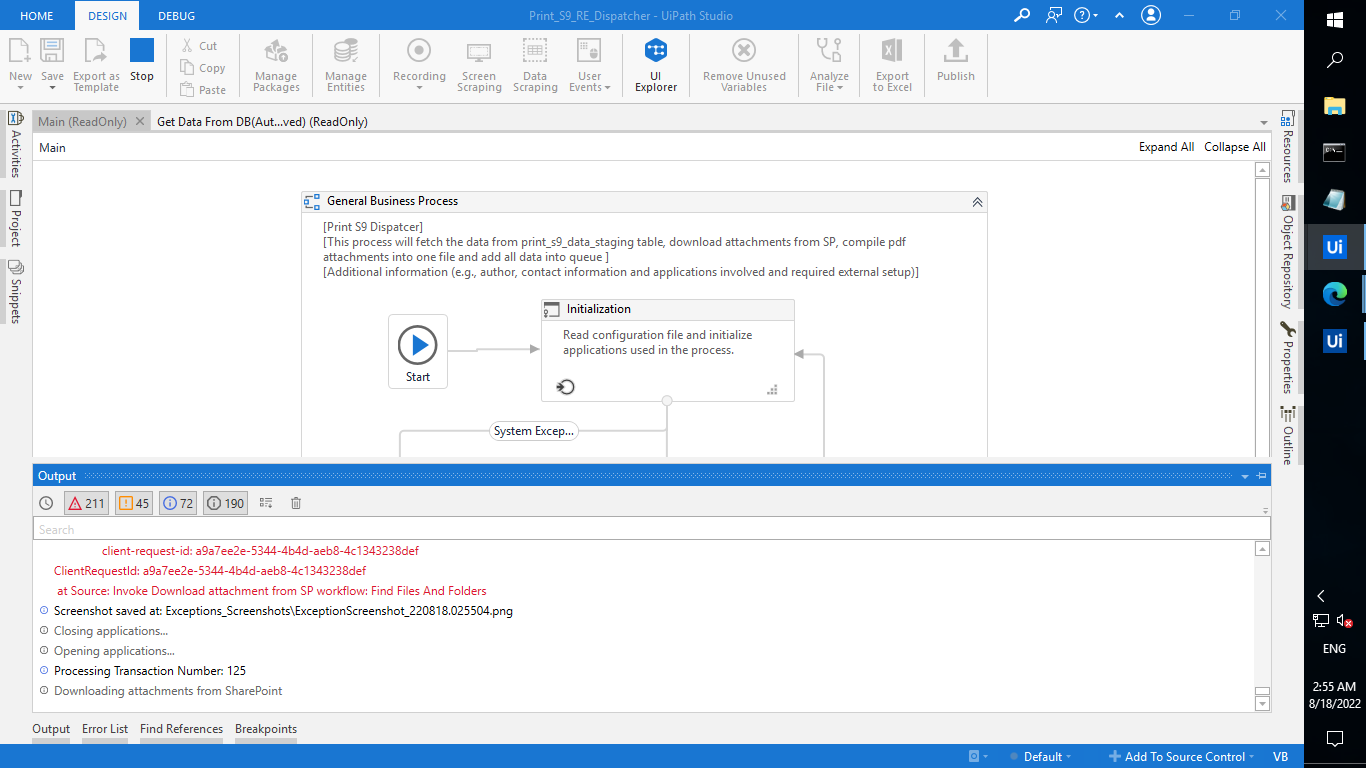 HOME
DESIGN
DEBUG
Print_S9_RE_Dispatcher - UiPath Studio
New
Save
Export as
Template
Stop
Cut
Copy
Paste
Manage
Packages
Manage
Entities
Recording
Screen
Scraping
Data
Scraping
User
Events
UI
Explorer
Remove Unused
Variables
Analyze
File
Export
to Excel
Publish
Main (ReadOnly)
Get Data From DB(Aut...ved) (ReadOnly)
Main
Expand All
Collapse All
Activities
Project
Snippets
General Business Process
[Print S9 Dispatcer]
[This process will fetch the data from print_s9_data_staging table, download attachments from SP, compile pdf
attachments into one file and add all data into queue ]
[Additional information (e.g., author, contact information and applications involved and required external setup)]
Start
Initialization
Read configuration file and initialize
applications used in the process.
System Excep...
Resources
Object Repository
Properties
Outline
Output
211
45
72
190
Search
client-request-id: a9a7ee2e-5344-4b4d-aeb8-4c1343238def
ClientRequestId: a9a7ee2e-5344-4b4d-aeb8-4c1343238def
at Source: Invoke Download attachment from SP workflow: Find Files And Folders
Screenshot saved at: Exceptions_Screenshots\ExceptionScreenshot_220818.025504.png
Closing applications...
Opening applications...
Processing Transaction Number: 125
Downloading attachments from SharePoint
Output
Error List
Find References
Breakpoints
Default
Add To Source Control
VB
Ui
Ui
ENG
2:55 AM
8/18/2022